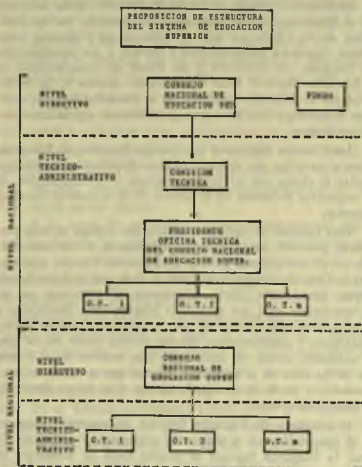 PROPOSICION DE ESTRUCTURA
DEL SISTEMA DE EDUCACION
SUPERIOR
NIVEL
DIRECTIVO
CONSEJO
NACIONAL DE
EDUCACION SUP.
FONDO
NIVEL
TECNICO-
ADMINISTRATIVO
COMISION
TECNICA
NIVEL NACIONAL
PRESIDENTE
OFICINA TECNICA
DEL CONSEJO NACIONAL
DE EDUCACION SUPER.
O.T. 1
O. T. 2
O. T. n
NIVEL
DIRECTIVO
CONSEJO
REGIONAL DE
EDUCACION SUPER
NIVEL REGIONAL
NIVEL
TECNICO-
ADMINIS-
TRATIVO
O.T. 1
O.T. 2
O.T. n